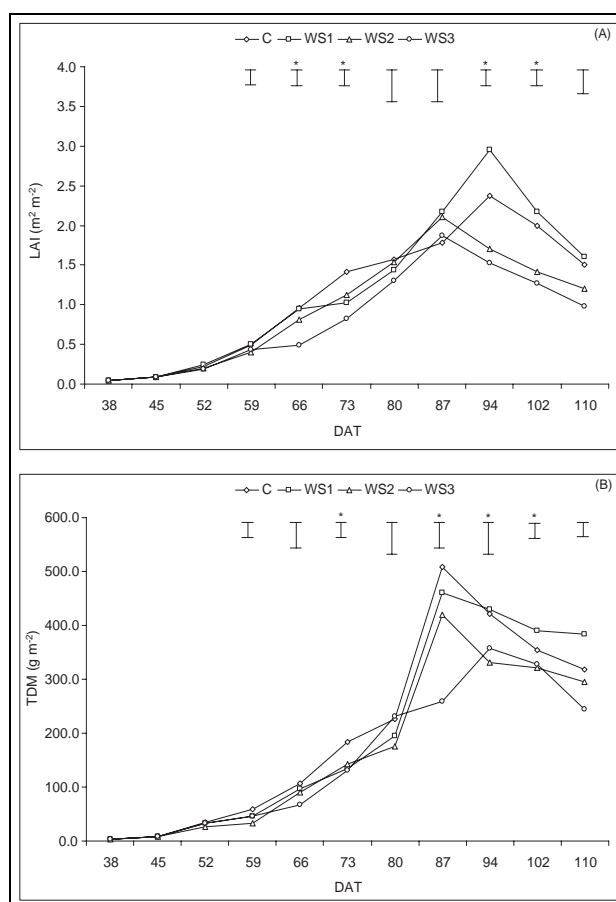 (A)
C WS1 WS2 WS3
* * * *
4.0
3.5
3.0
2.5
2.0
1.5
1.0
0.5
0.0
LAI (m² m⁻²)
38 45 52 59 66 73 80 87 94 102 110
DAT
(B)
C WS1 WS2 WS3
* * * *
600.0
500.0
400.0
300.0
200.0
100.0
0.0
TDM (g m⁻²)
38 45 52 59 66 73 80 87 94 102 110
DAT